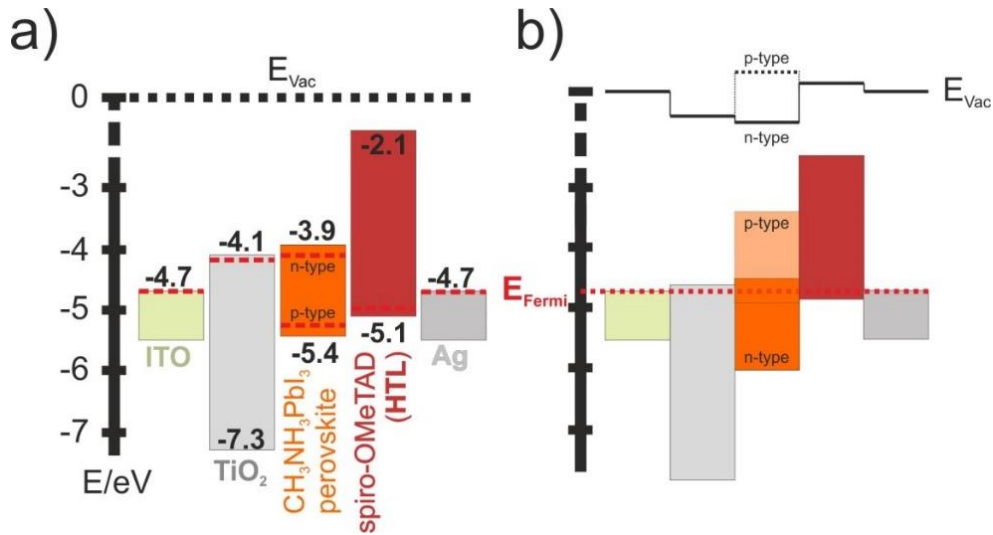 a)
E_Vac
0
-3
-4
-5
-6
-7
E/eV
-4.7
ITO
-4.1
-7.3
TiO₂
-3.9
n-type
p-type
-5.4
CH₃NH₃PbI₃
perovskite
-2.1
-5.1
spiro-OMeTAD
(HTL)
-4.7
Ag
b)
p-type
n-type
E_Vac
p-type
E_Fermi
n-type